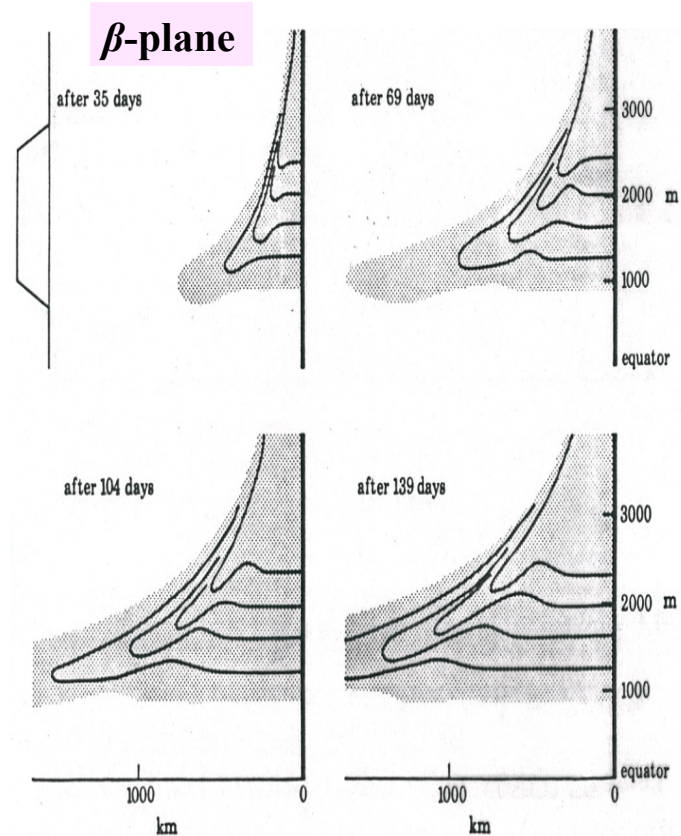 β-plane
after 35 days
after 69 days
3000
2000 m
1000
equator
after 104 days
after 139 days
3000
2000 m
1000
equator
1000 0
km
1000 0
km